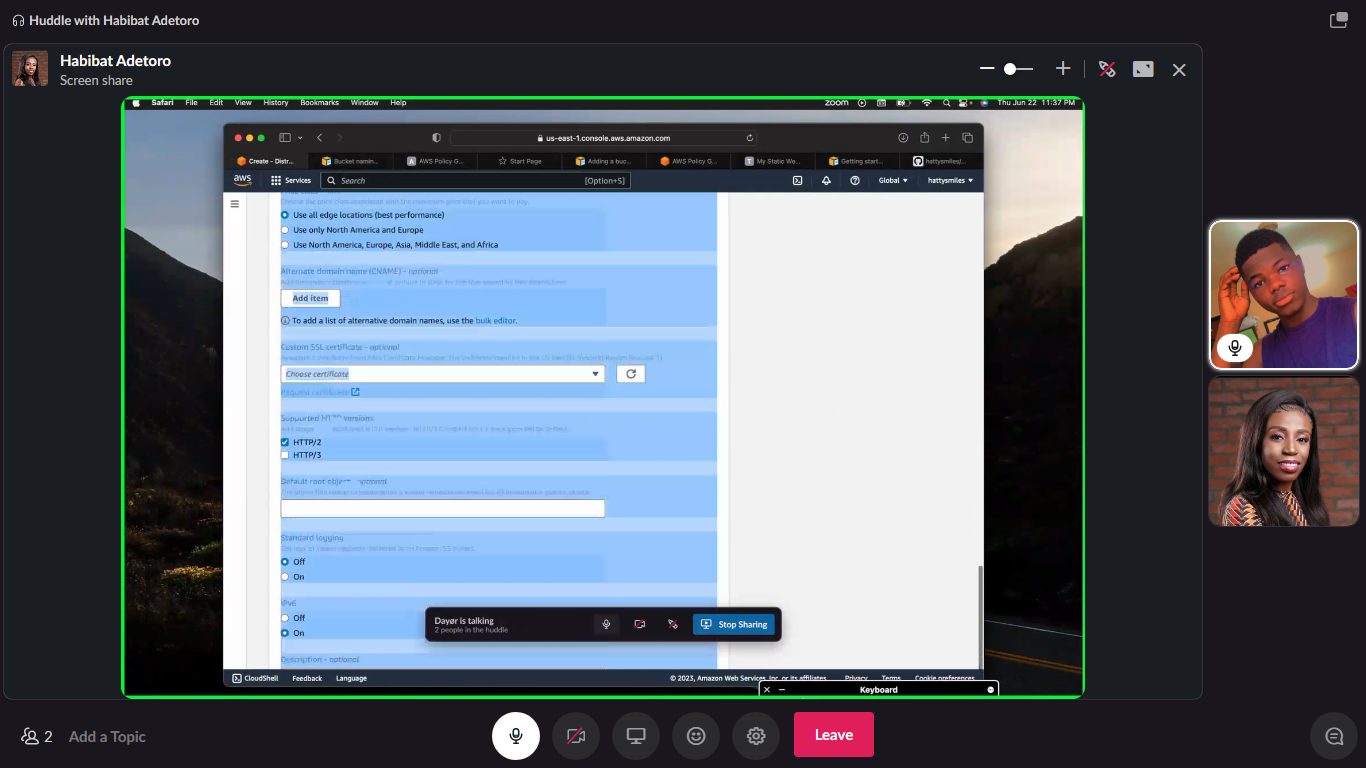 Huddle with Habibat Adetoro
Habibat Adetoro
Screen share
Safari File Edit View History Bookmarks Window Help
zoom
Thu Jun 22 11:37 PM
us-east-1.console.aws.amazon.com
Create - Distr...
Bucket namin...
AWS Policy G...
Start Page
Adding a buc...
AWS Policy G...
My Static We...
Getting start...
hattysmiles/...
aws
Services
Search
[Option+S]
Global
hattysmiles
Choose the price class associated with the maximum price that you want to pay.
Use all edge locations (best performance)
Use only North America and Europe
Use North America, Europe, Asia, Middle East, and Africa
Alternate domain name (CNAME) - optional
Add item
To add a list of alternative domain names, use the bulk editor.
Custom SSL certificate - optional
Choose certificate
Request certificate
Supported HTTP versions
HTTP/2
HTTP/3
Default root object - optional
Standard logging
Off
On
IPv6
Off
On
Description - optional
Dayør is talking
2 people in the huddle
Stop Sharing
CloudShell
Feedback
Language
© 2023, Amazon Web Services, Inc. or its affiliates.
Privacy
Terms
Cookie preferences
Keyboard
2
Add a Topic
Leave